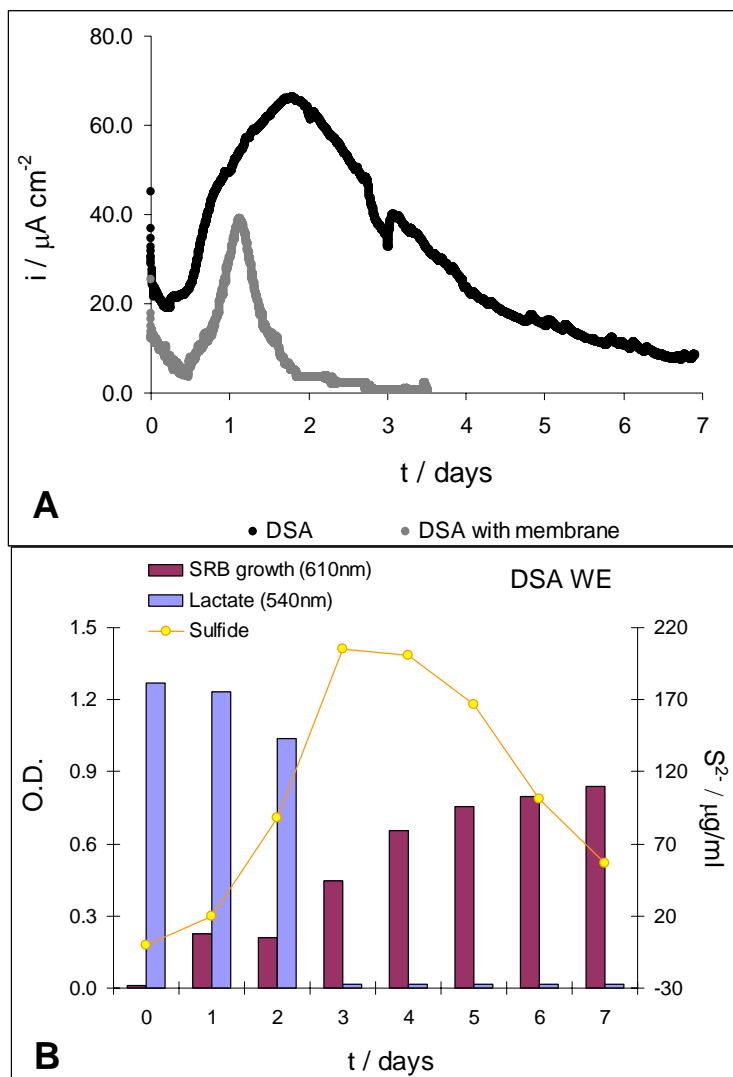 80.0
60.0
40.0
20.0
0.0
i / µA cm-2
0 1 2 3 4 5 6 7
t / days
A
DSA DSA with membrane
SRB growth (610nm)
Lactate (540nm)
Sulfide
DSA WE
1.5
1.2
0.9
0.6
0.3
0.0
O.D.
220
170
120
70
20
-30
S2- / µg/ml
0 1 2 3 4 5 6 7
t / days
B